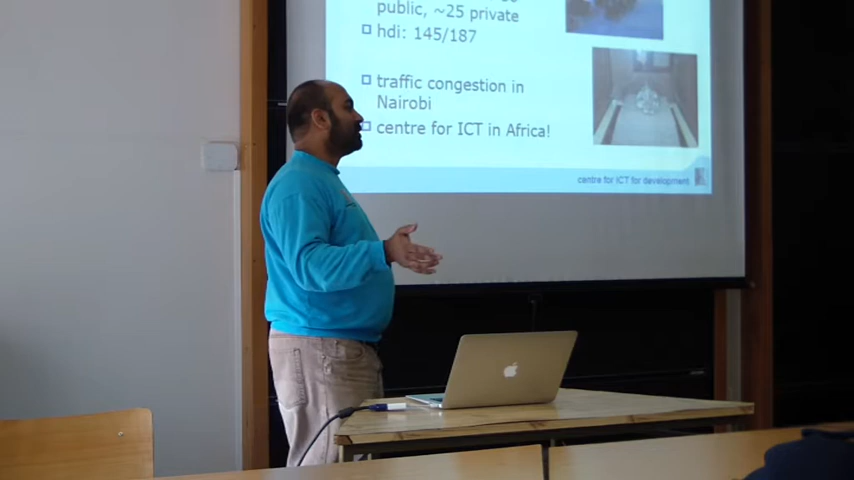 public, ~25 private
hdi: 145/187
traffic congestion in
Nairobi
centre for ICT in Africa!
centre for ICT for development